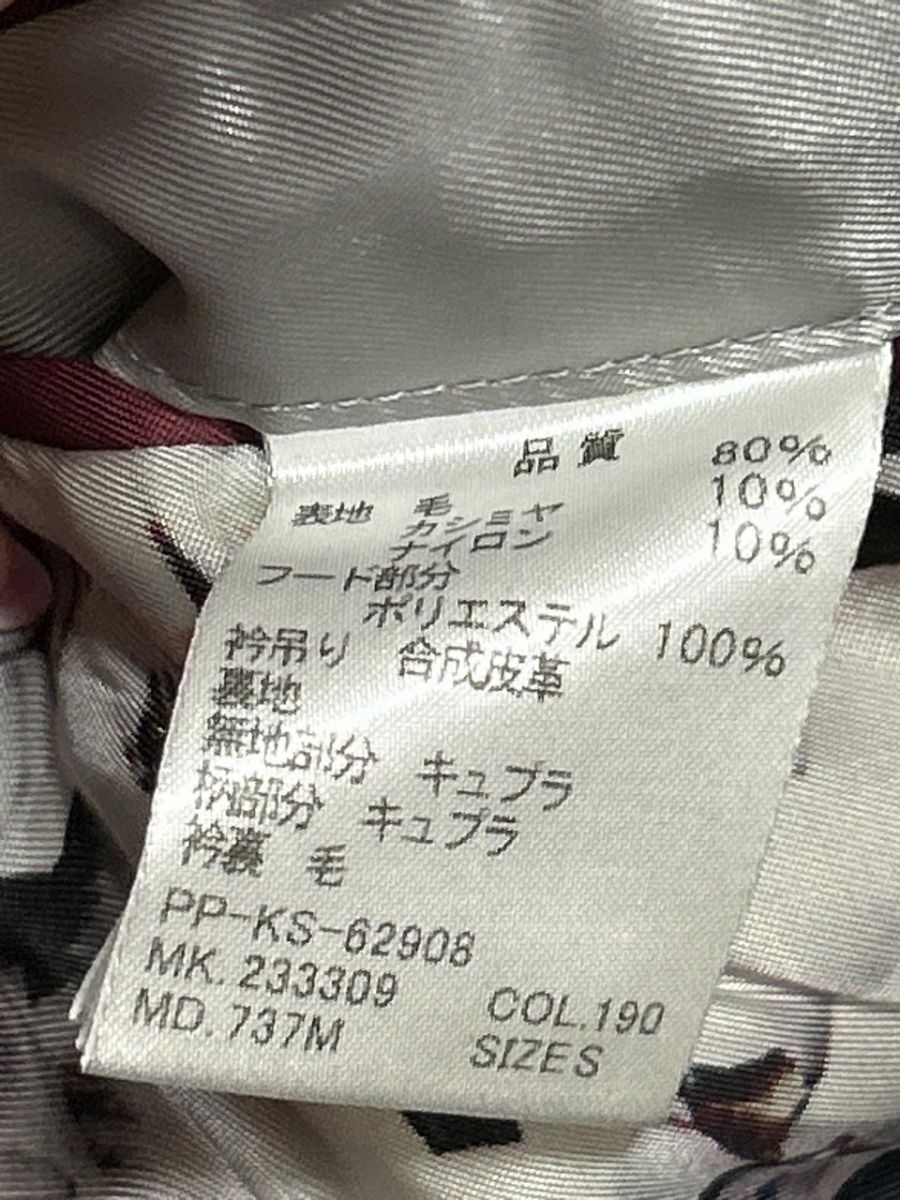 品質
表地 毛 80%
カシミヤ 10%
ナイロン 10%
フード部分
ポリエステル 100%
衿吊り 合成皮革
裏地
無地部分 キュプラ
柄部分 キュプラ
衿裏 毛
PP-KS-62908
MK. 233309 COL.190
MD. 737M SIZES